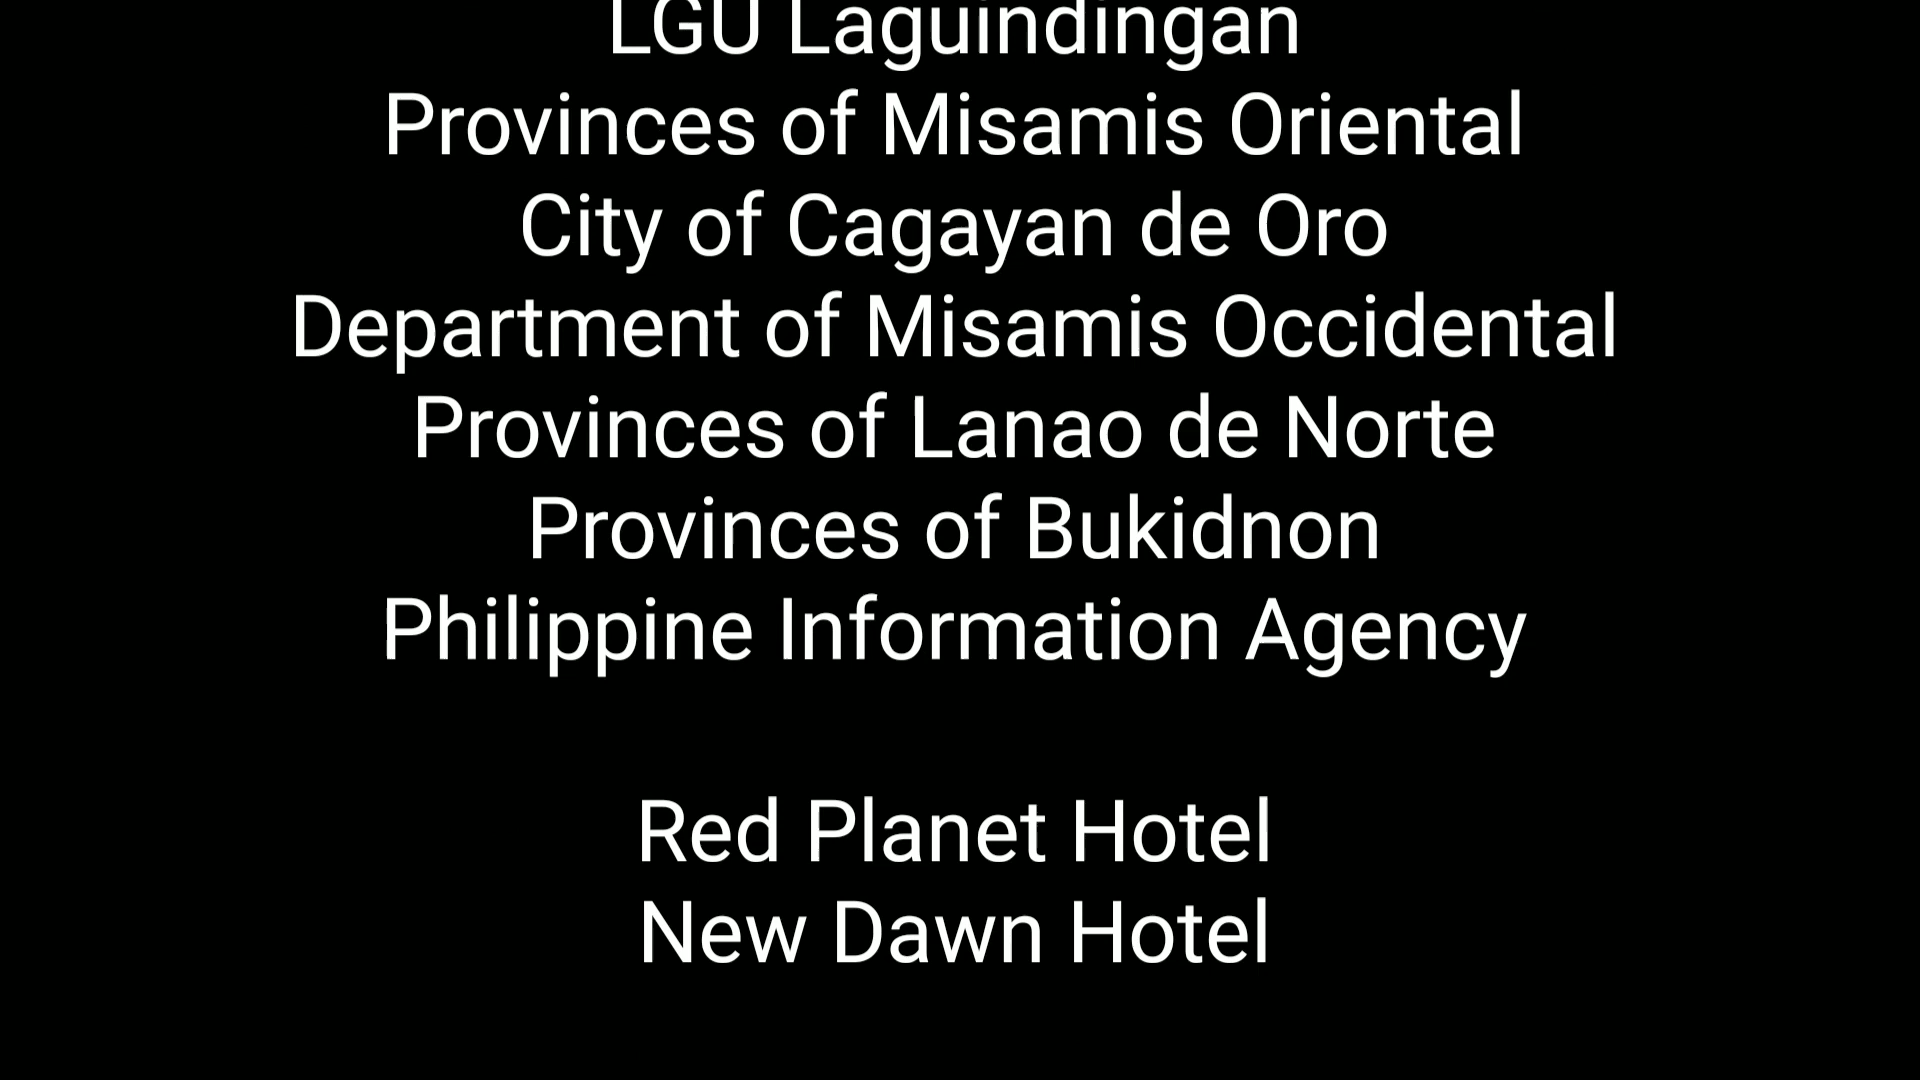 LGU Laguindingan
Provinces of Misamis Oriental
City of Cagayan de Oro
Department of Misamis Occidental
Provinces of Lanao de Norte
Provinces of Bukidnon
Philippine Information Agency
Red Planet Hotel
New Dawn Hotel